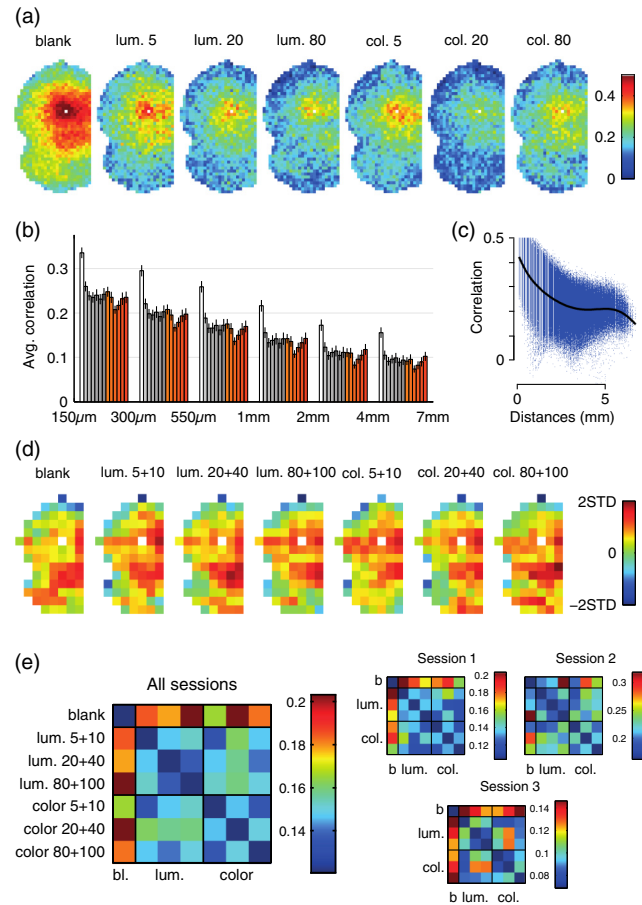 (a)
blank lum. 5 lum. 20 lum. 80 col. 5 col. 20 col. 80
0.4
0.2
0
(b)
Avg. correlation
0.3
0.2
0.1
0
150µm 300µm 550µm 1mm 2mm 4mm 7mm
(c)
Correlation
0.5
0
0 5
Distances (mm)
(d)
blank lum. 5+10 lum. 20+40 lum. 80+100 col. 5+10 col. 20+40 col. 80+100
2STD
0
−2STD
(e)
All sessions
blank
lum. 5+10
lum. 20+40
lum. 80+100
color 5+10
color 20+40
color 80+100
bl. lum. color
0.2
0.18
0.16
0.14
Session 1
b
lum.
col.
b lum. col.
0.2
0.18
0.16
0.14
0.12
Session 2
b lum. col.
0.3
0.2
Session 3
b
lum.
col.
b lum. col.
0.14
0.12
0.1
0.08